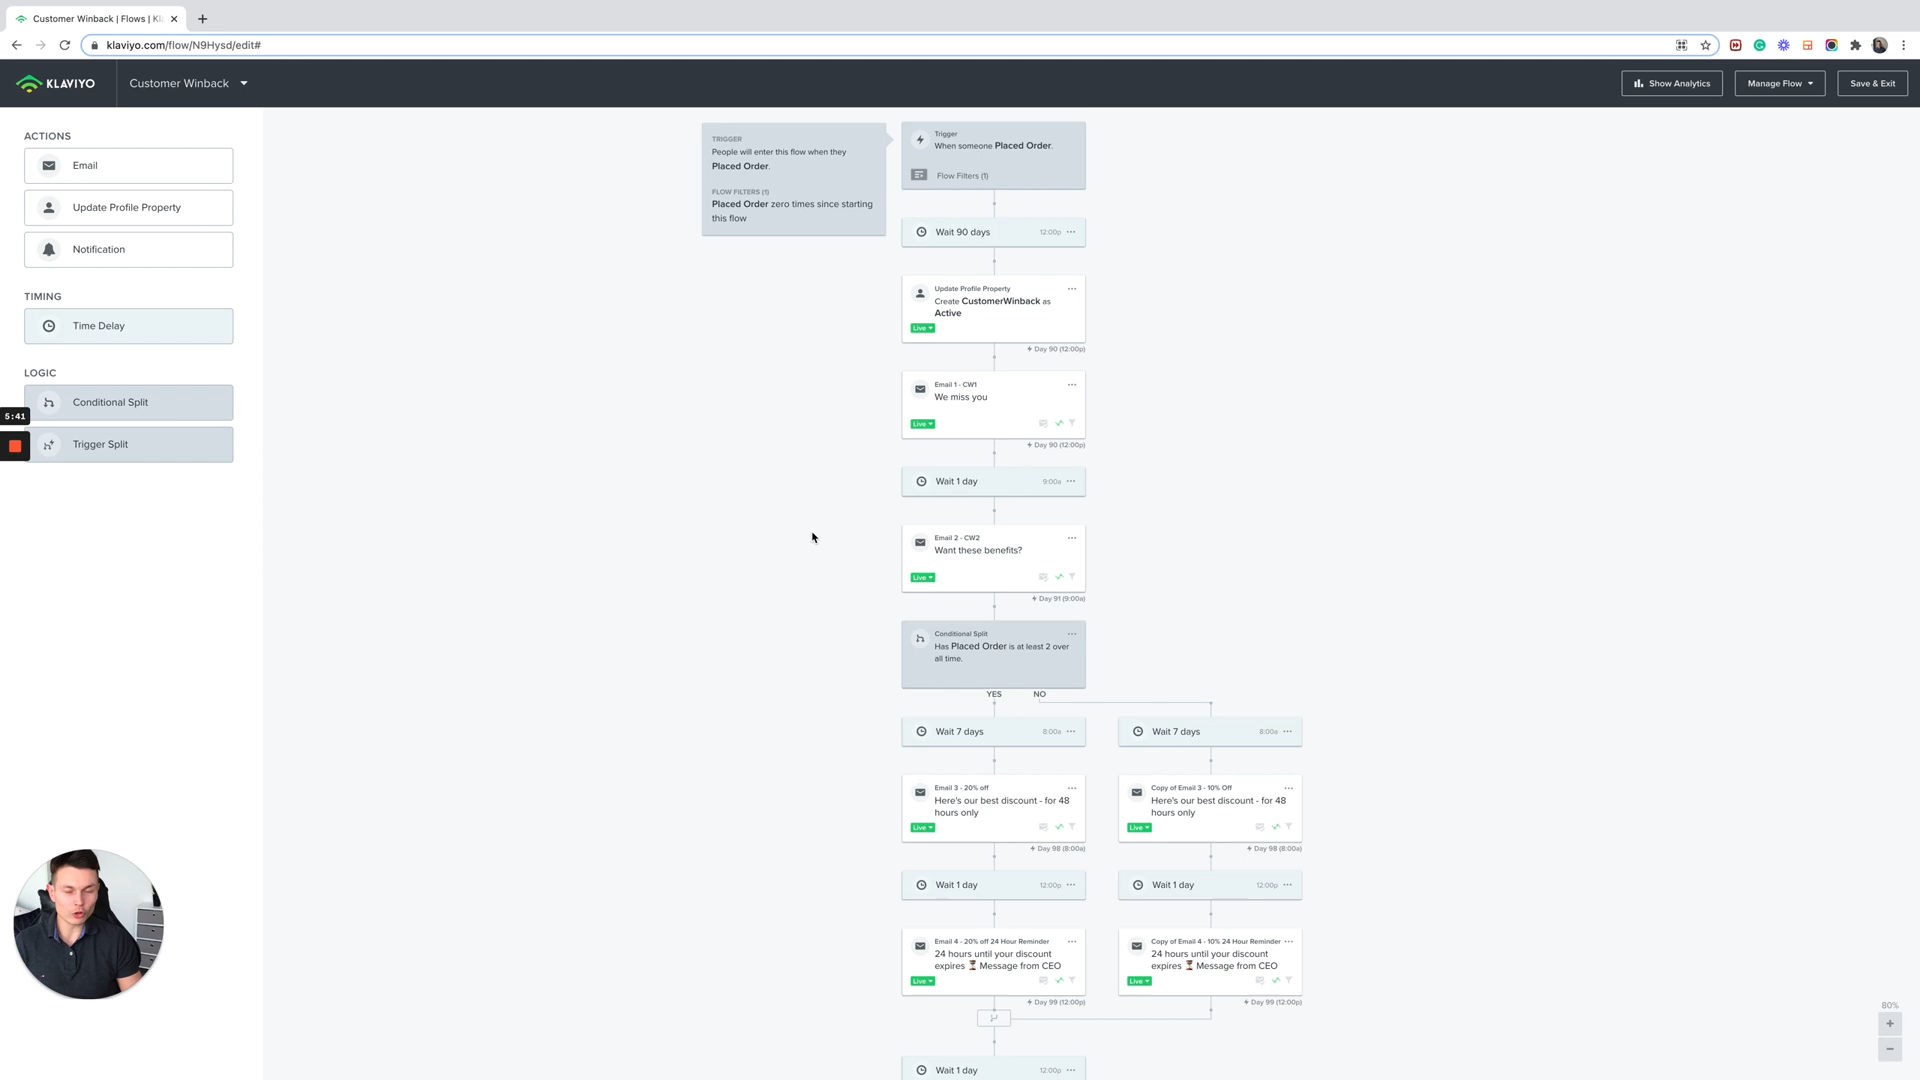 Customer Winback | Flows | Kl
klaviyo.com/flow/N9Hysd/edit#
KLAVIYO
Customer Winback
Show Analytics
Manage Flow
Save & Exit
ACTIONS
Email
Update Profile Property
Notification
TIMING
Time Delay
LOGIC
Conditional Split
5:41
Trigger Split
TRIGGER
People will enter this flow when they
Placed Order.
FLOW FILTERS (1)
Placed Order zero times since starting
this flow
Trigger
When someone Placed Order.
Flow Filters (1)
Wait 90 days 12:00p
Update Profile Property
Create CustomerWinback as
Active
Live
Day 90 (12:00p)
Email 1 - CW1
We miss you
Live
Day 90 (12:00p)
Wait 1 day 9:00a
Email 2 - CW2
Want these benefits?
Live
Day 91 (9:00a)
Conditional Split
Has Placed Order is at least 2 over
all time.
YES NO
Wait 7 days 8:00a
Email 3 - 20% off
Here's our best discount - for 48
hours only
Live
Day 98 (8:00a)
Wait 1 day 12:00p
Email 4 - 20% off 24 Hour Reminder
24 hours until your discount
expires ⏳ Message from CEO
Live
Day 99 (12:00p)
Wait 7 days 8:00a
Copy of Email 3 - 10% Off
Here's our best discount - for 48
hours only
Live
Day 98 (8:00a)
Wait 1 day 12:00p
Copy of Email 4 - 10% 24 Hour Reminder
24 hours until your discount
expires ⏳ Message from CEO
Live
Day 99 (12:00p)
Wait 1 day 12:00p
80%